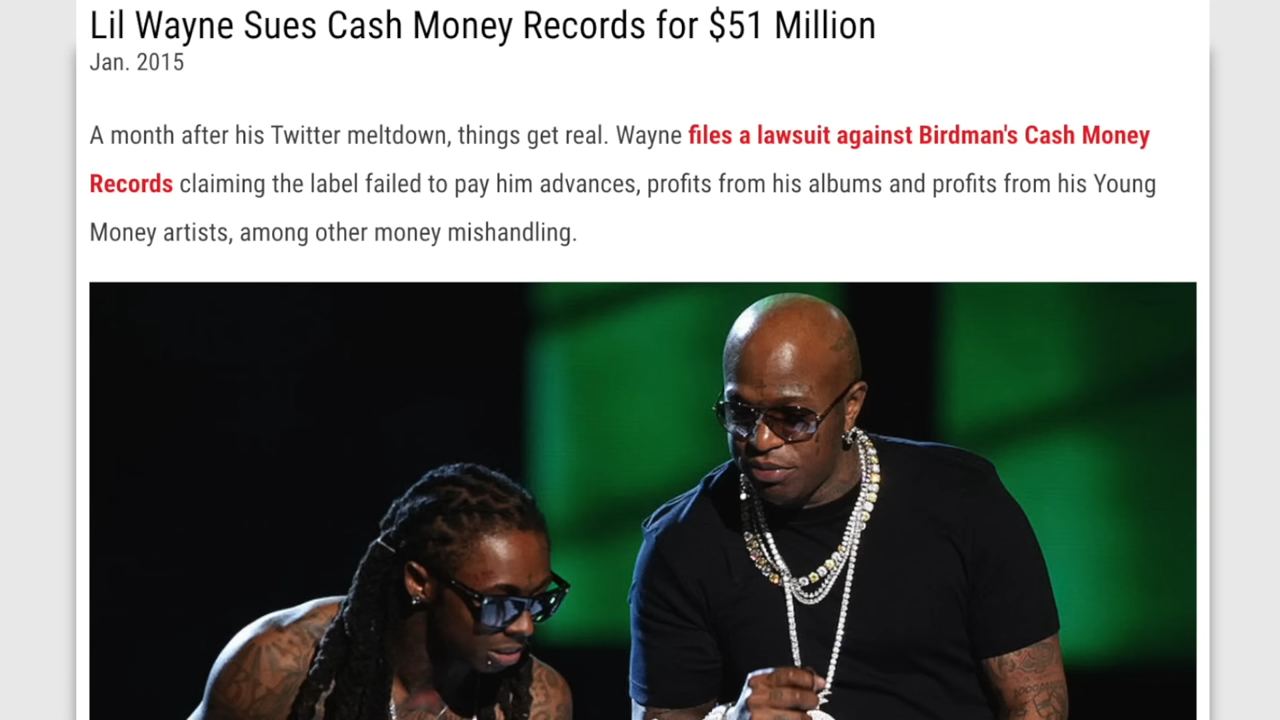 Lil Wayne Sues Cash Money Records for $51 Million
Jan. 2015
A month after his Twitter meltdown, things get real. Wayne files a lawsuit against Birdman's Cash Money
Records claiming the label failed to pay him advances, profits from his albums and profits from his Young
Money artists, among other money mishandling.